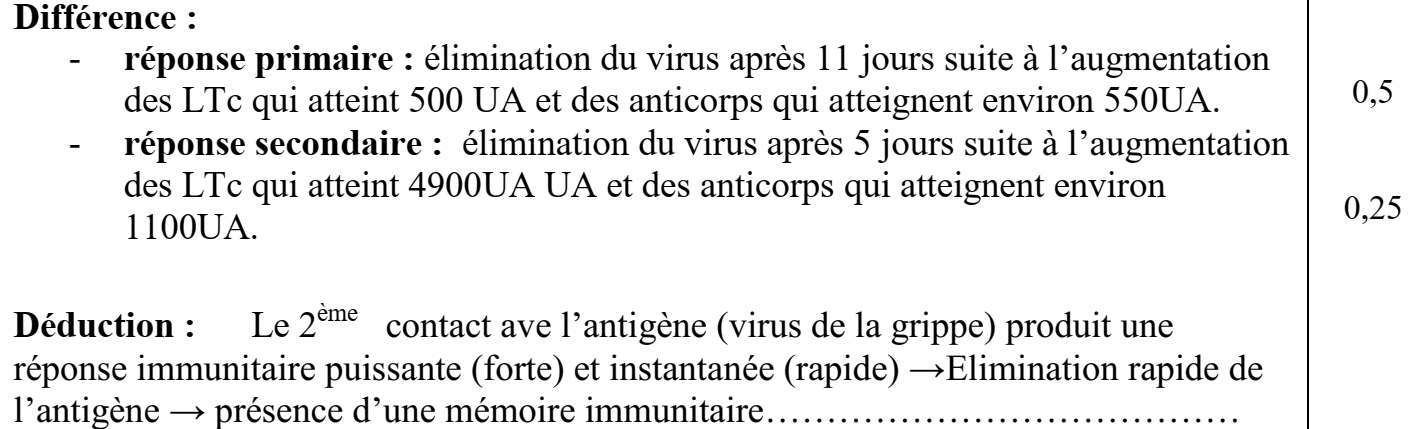 Différence :
- réponse primaire : élimination du virus après 11 jours suite à l'augmentation
des LTc qui atteint 500 UA et des anticorps qui atteignent environ 550UA.
0,5
- réponse secondaire : élimination du virus après 5 jours suite à l'augmentation
des LTc qui atteint 4900UA UA et des anticorps qui atteignent environ
1100UA.
0,25
Déduction : Le 2ème contact ave l'antigène (virus de la grippe) produit une
réponse immunitaire puissante (forte) et instantanée (rapide) →Elimination rapide de
l'antigène → présence d'une mémoire immunitaire…………………………………